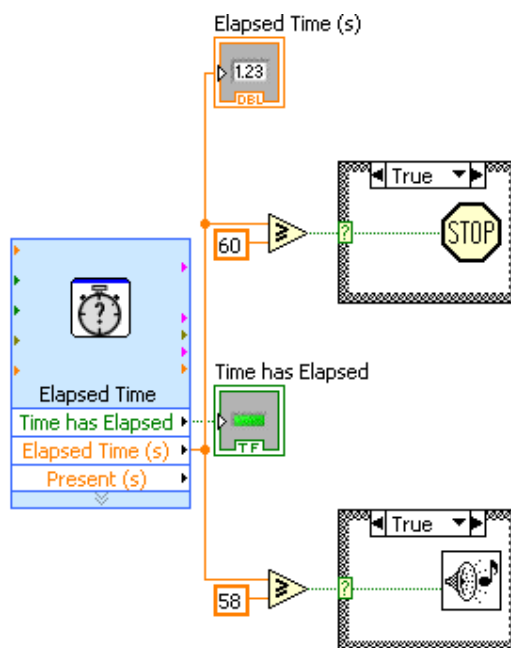 Elapsed Time (s)
1.23
DBL
True
?
STOP
60
?
Elapsed Time
Time has Elapsed
Time has Elapsed
TF
Elapsed Time (s)
Present (s)
True
?
58